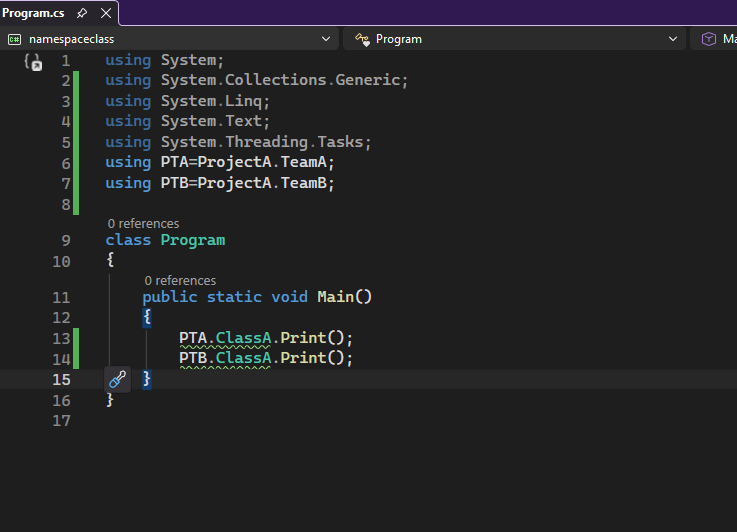 Program.cs
namespaceclass
Program
Ma
1 using System;
2 using System.Collections.Generic;
3 using System.Linq;
4 using System.Text;
5 using System.Threading.Tasks;
6 using PTA=ProjectA.TeamA;
7 using PTB=ProjectA.TeamB;
8
0 references
9 class Program
10 {
0 references
11 public static void Main()
12 {
13 PTA.ClassA.Print();
14 PTB.ClassA.Print();
15 }
16 }
17